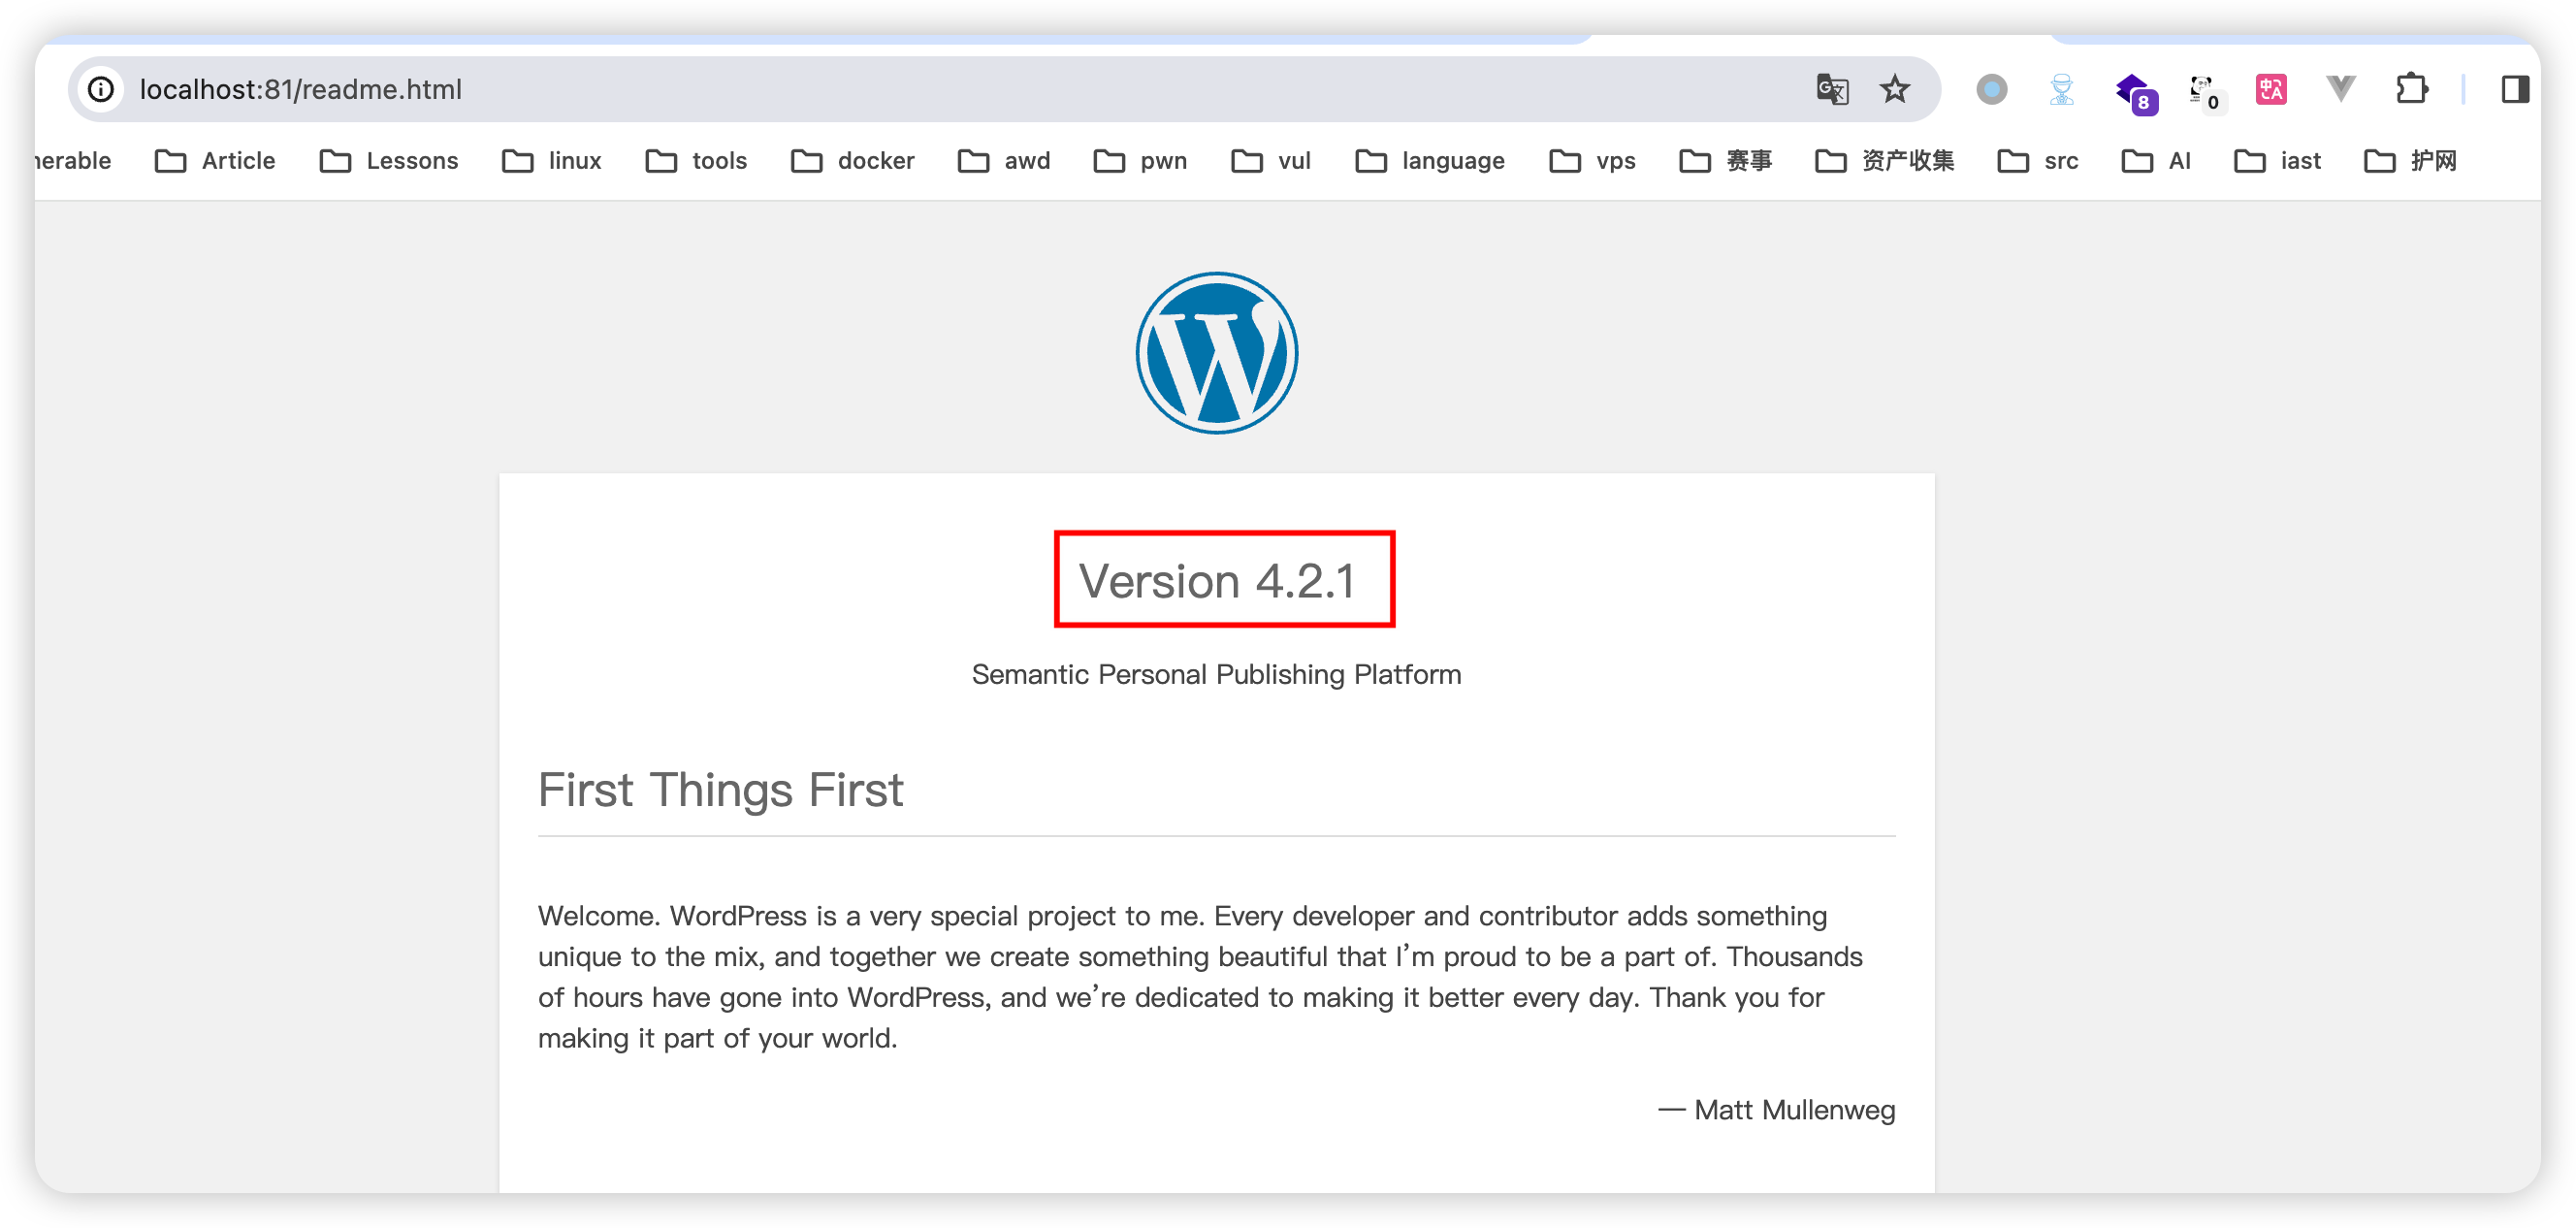 localhost:81/readme.html
8
0
nerable Article Lessons linux tools docker awd pwn vul language vps 赛事 资产收集 src AI iast 护网
Version 4.2.1
Semantic Personal Publishing Platform
First Things First
Welcome. WordPress is a very special project to me. Every developer and contributor adds something
unique to the mix, and together we create something beautiful that I’m proud to be a part of. Thousands
of hours have gone into WordPress, and we’re dedicated to making it better every day. Thank you for
making it part of your world.
— Matt Mullenweg